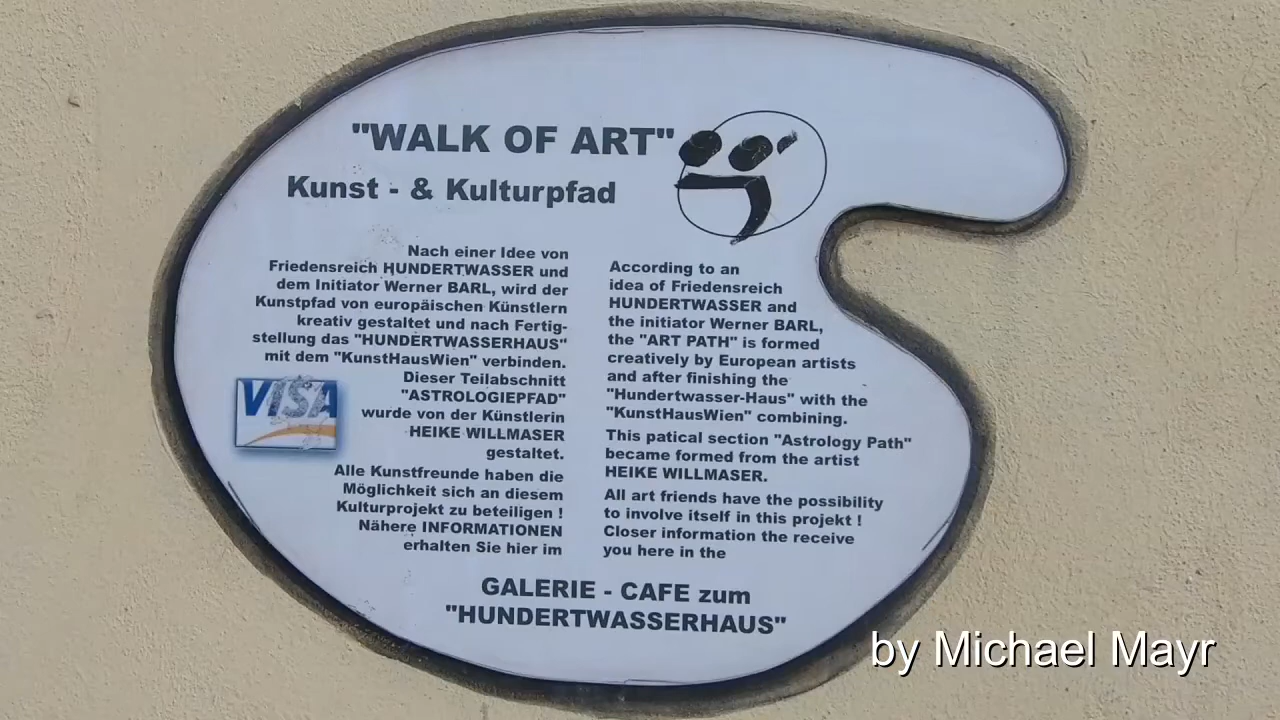 "WALK OF ART"
Kunst - & Kulturpfad
Nach einer Idee von
Friedensreich HUNDERTWASSER und
dem Initiator Werner BARL, wird der
Kunstpfad von europäischen Künstlern
kreativ gestaltet und nach Fertig-
stellung das "HUNDERTWASSERHAUS"
mit dem "KunstHausWien" verbinden.
Dieser Teilabschnitt
"ASTROLOGIEPFAD"
wurde von der Künstlerin
HEIKE WILLMASER
gestaltet.
Alle Kunstfreunde haben die
Möglichkeit sich an diesem
Kulturprojekt zu beteiligen !
Nähere INFORMATIONEN
erhalten Sie hier im
VISA
According to an
idea of Friedensreich
HUNDERTWASSER and
the initiator Werner BARL,
the "ART PATH" is formed
creatively by European artists
and after finishing the
"Hundertwasser-Haus" with the
"KunstHausWien" combining.
This patical section "Astrology Path"
became formed from the artist
HEIKE WILLMASER.
All art friends have the possibility
to involve itself in this projekt !
Closer information the receive
you here in the
GALERIE - CAFE zum
"HUNDERTWASSERHAUS"
by Michael Mayr